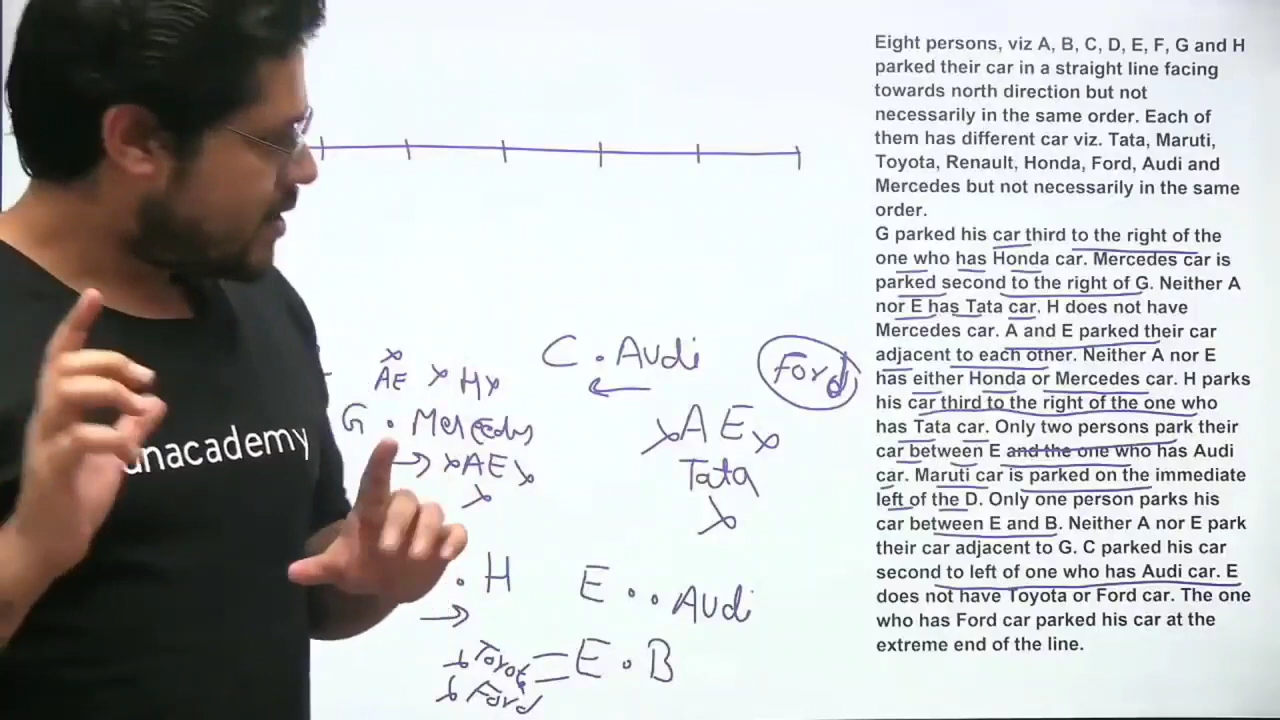 Eight persons, viz A, B, C, D, E, F, G and H
parked their car in a straight line facing
towards north direction but not
necessarily in the same order. Each of
them has different car viz. Tata, Maruti,
Toyota, Renault, Honda, Ford, Audi and
Mercedes but not necessarily in the same
order.
G parked his car third to the right of the
one who has Honda car. Mercedes car is
parked second to the right of G. Neither A
nor E has Tata car. H does not have
Mercedes car. A and E parked their car
adjacent to each other. Neither A nor E
has either Honda or Mercedes car. H parks
his car third to the right of the one who
has Tata car. Only two persons park their
car between E and the one who has Audi
car. Maruti car is parked on the immediate
left of the D. Only one person parks his
car between E and B. Neither A nor E park
their car adjacent to G. C parked his car
second to left of one who has Audi car. E
does not have Toyota or Ford car. The one
who has Ford car parked his car at the
extreme end of the line.
C . Audi
Ford
x
AE x Hx
G . Mercedes
xAEx
x
xAEx
Tata
x
. H
E . . Audi
x Toyota
x Ford
E . B
unacademy